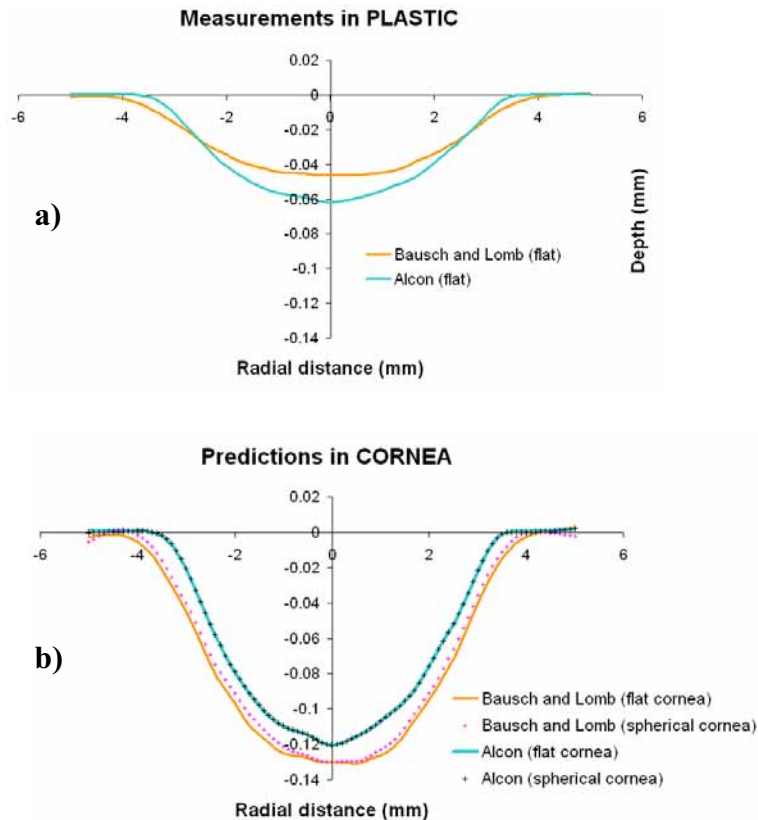 Measurements in PLASTIC
0.02
0
-6 -4 -2 0 2 4 6
-0.02
-0.04
-0.06
-0.08
-0.1
-0.12
-0.14
a)
Depth (mm)
Bausch and Lomb (flat)
Alcon (flat)
Radial distance (mm)
Predictions in CORNEA
0.02
0
-6 -4 -2 0 2 4 6
-0.02
-0.04
-0.06
-0.08
-0.1
-0.12
-0.14
b)
Bausch and Lomb (flat cornea)
Bausch and Lomb (spherical cornea)
Alcon (flat cornea)
Alcon (spherical cornea)
Radial distance (mm)